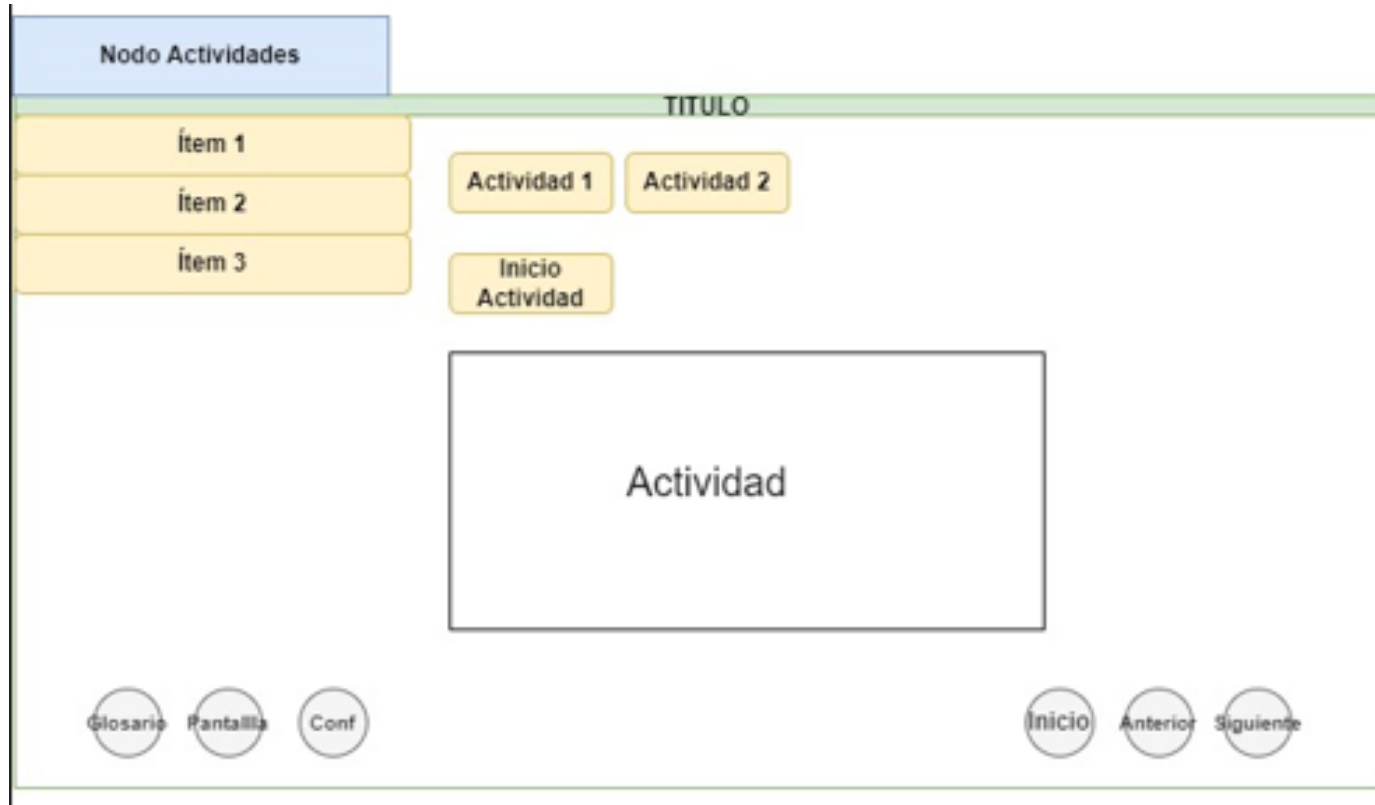 Nodo Actividades
TITULO
Ítem 1
Ítem 2
Ítem 3
Actividad 1
Actividad 2
Inicio
Actividad
Actividad
Glosario
Pantallla
Conf
Inicio
Anterior
Siguiente